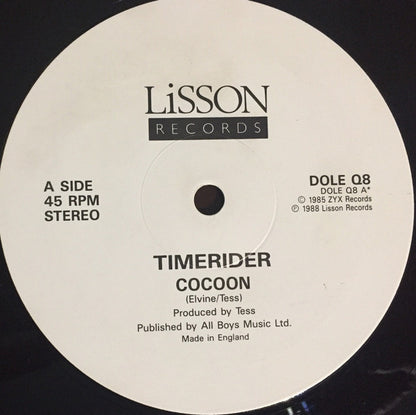 LiSSON
RECORDS
A SIDE
45 RPM
STEREO
DOLE Q8
DOLE Q8 A*
© 1985 ZYX Records
℗ 1988 Lisson Records
TIMERIDER
COCOON
(Elvine/Tess)
Produced by Tess
Published by All Boys Music Ltd.
Made in England